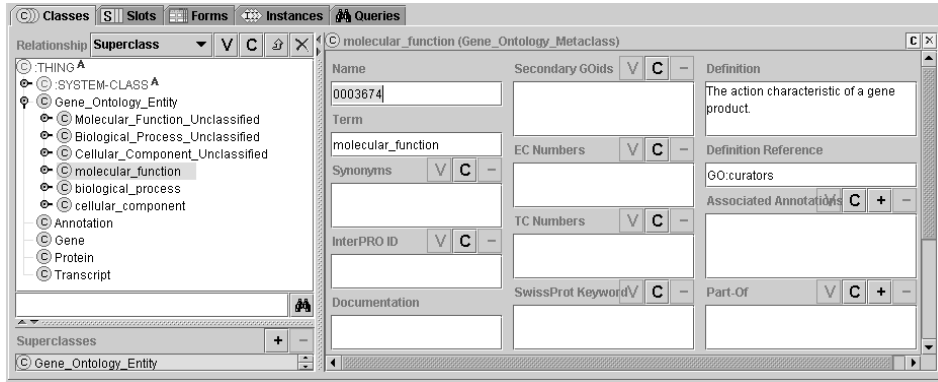 C Classes S Slots Forms Instances Queries
Relationship Superclass V C
C :THING A
C :SYSTEM-CLASS A
C Gene_Ontology_Entity
C Molecular_Function_Unclassified
C Biological_Process_Unclassified
C Cellular_Component_Unclassified
C molecular_function
C biological_process
C cellular_component
C Annotation
C Gene
C Protein
C Transcript
Superclasses + −
C Gene_Ontology_Entity
C molecular_function (Gene_Ontology_Metaclass) C ×
Name
0003674
Term
molecular_function
Synonyms V C −
InterPRO ID V C −
Documentation
Secondary GOids V C −
EC Numbers V C −
TC Numbers V C −
SwissProt Keyword V C −
Definition
The action characteristic of a gene
product.
Definition Reference
GO:curators
Associated Annotations V C + −
Part-Of V C + −